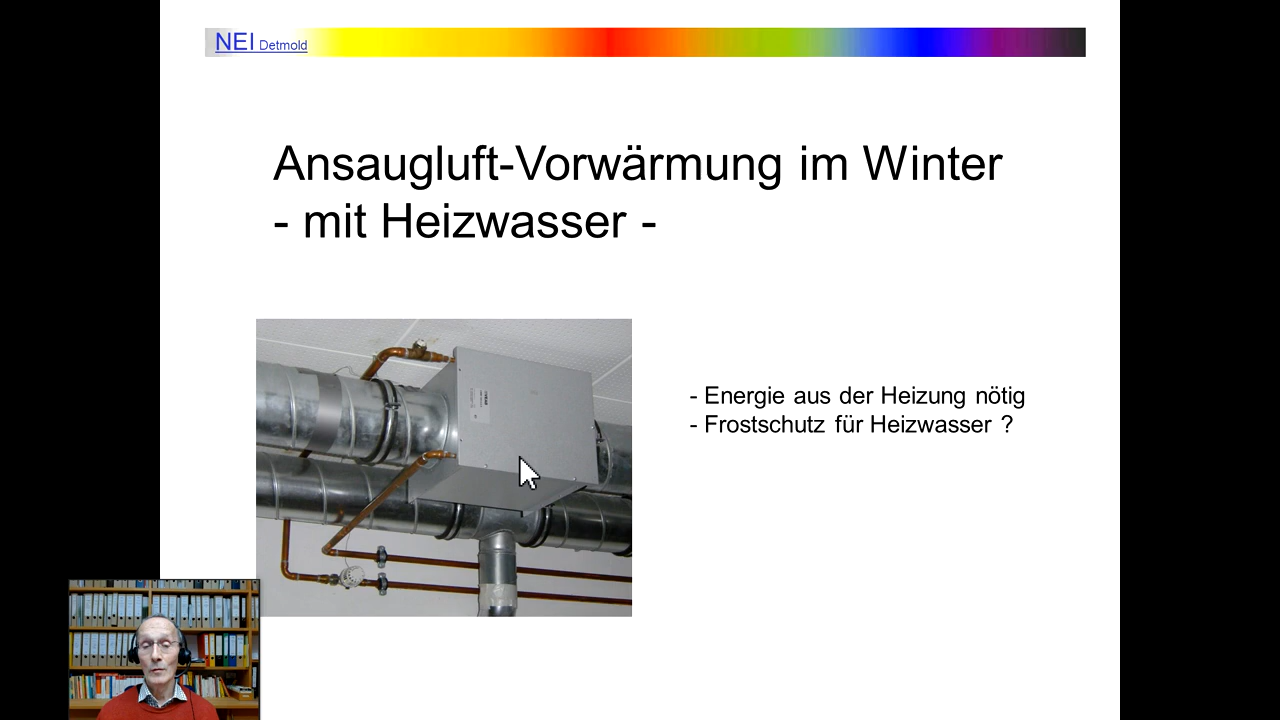 NEI Detmold
Ansaugluft-Vorwärmung im Winter
- mit Heizwasser -
- Energie aus der Heizung nötig
- Frostschutz für Heizwasser ?